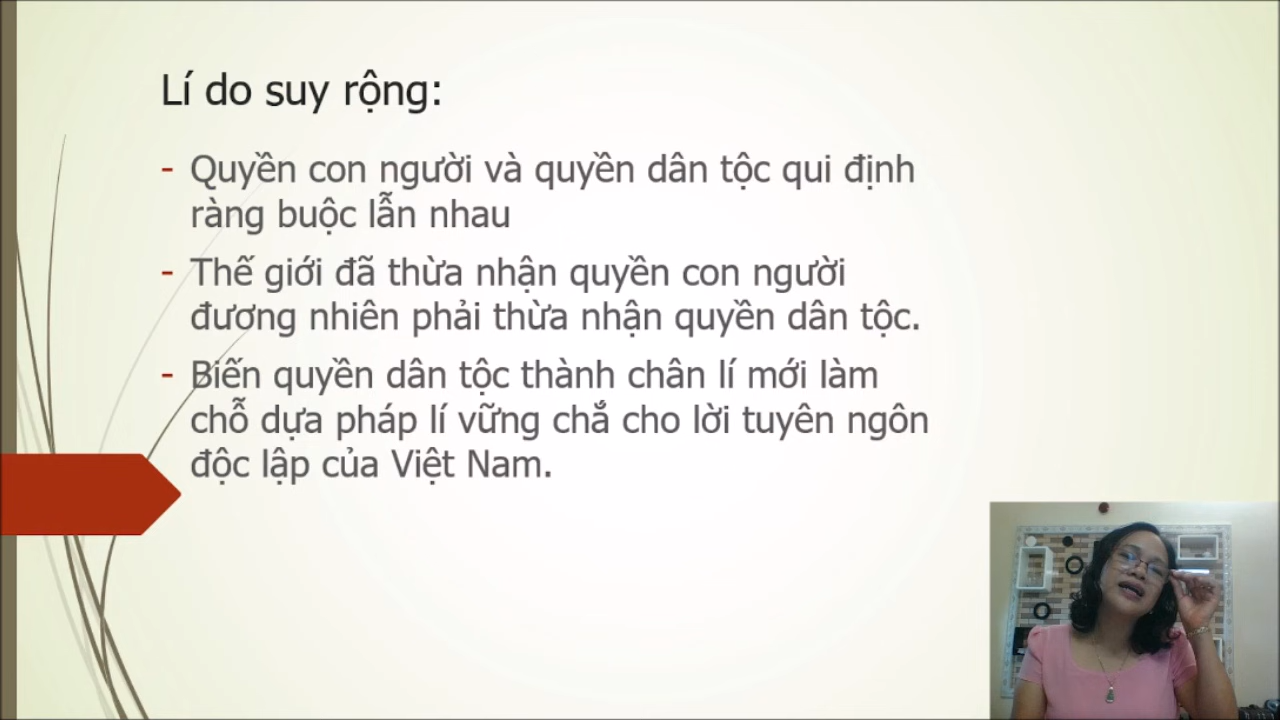 Lí do suy rộng:
- Quyền con người và quyền dân tộc qui định
ràng buộc lẫn nhau
- Thế giới đã thừa nhận quyền con người
đương nhiên phải thừa nhận quyền dân tộc.
- Biến quyền dân tộc thành chân lí mới làm
chỗ dựa pháp lí vững chắ cho lời tuyên ngôn
độc lập của Việt Nam.